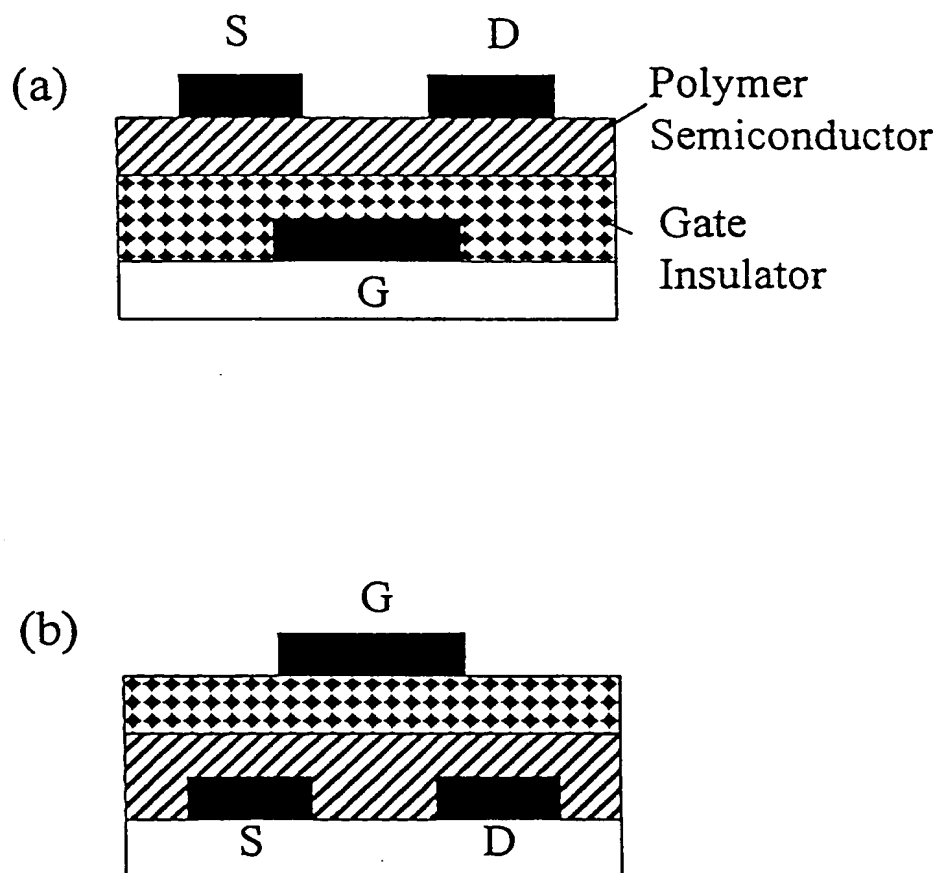 S D
(a)
Polymer
Semiconductor
Gate
Insulator
G
G
(b)
S D